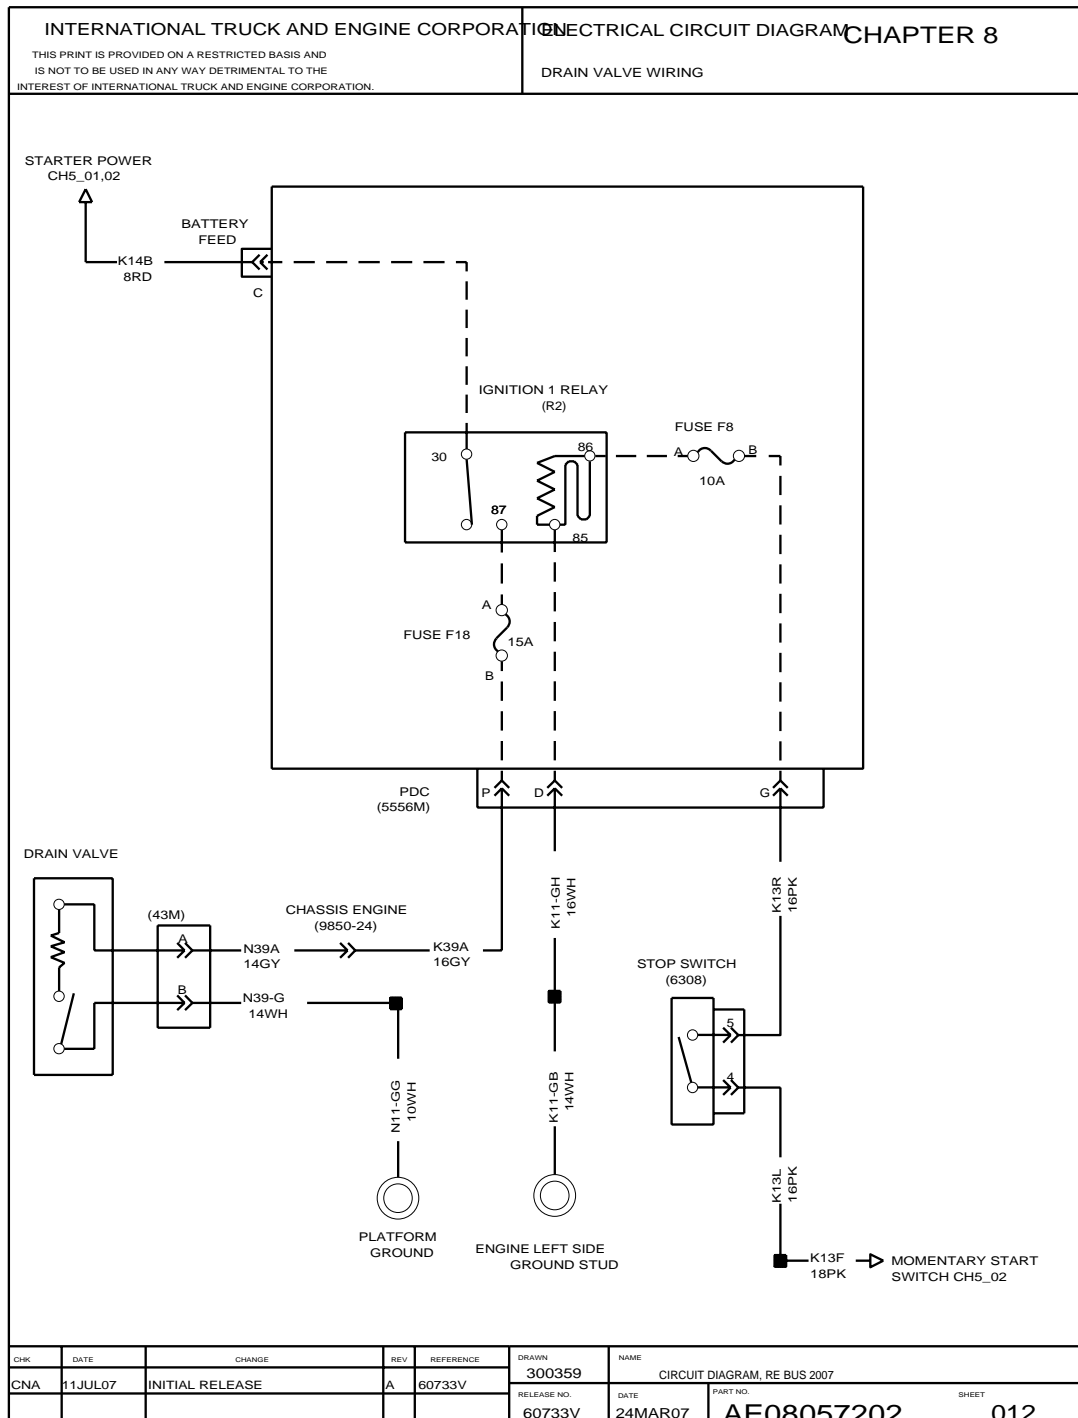 INTERNATIONAL TRUCK AND ENGINE CORPORATION
ELECTRICAL CIRCUIT DIAGRAM
CHAPTER 8
THIS PRINT IS PROVIDED ON A RESTRICTED BASIS AND
IS NOT TO BE USED IN ANY WAY DETRIMENTAL TO THE
INTEREST OF INTERNATIONAL TRUCK AND ENGINE CORPORATION.
DRAIN VALVE WIRING
STARTER POWER
CH5_01,02
BATTERY
FEED
K14B
8RD
C
IGNITION 1 RELAY
(R2)
30
86
87
85
FUSE F8
A
B
10A
A
FUSE F18
15A
B
PDC
(5556M)
P
D
G
DRAIN VALVE
(43M)
A
B
CHASSIS ENGINE
(9850-24)
N39A
14GY
K39A
16GY
N39-G
14WH
K11-GH
16WH
K13R
16PK
STOP SWITCH
(6308)
5
4
N11-GG
10WH
K11-GB
14WH
K13L
16PK
PLATFORM
GROUND
ENGINE LEFT SIDE
GROUND STUD
K13F
18PK
MOMENTARY START
SWITCH CH5_02
CHK
DATE
CHANGE
REV
REFERENCE
DRAWN
NAME
CNA
11JUL07
INITIAL RELEASE
A
60733V
300359
CIRCUIT DIAGRAM, RE BUS 2007
RELEASE NO.
DATE
PART NO.
SHEET
60733V
24MAR07
AE08057202
012